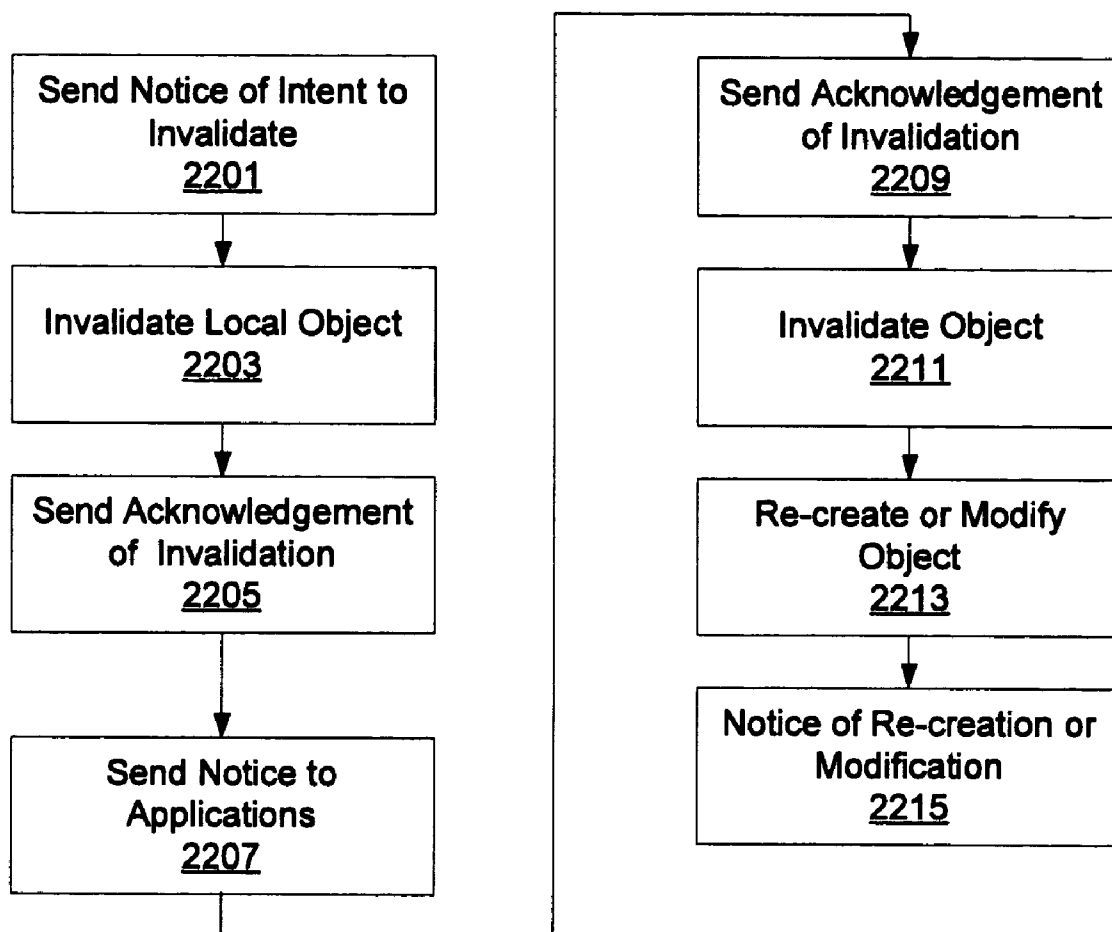 Send Notice of Intent to
Invalidate
2201
Invalidate Local Object
2203
Send Acknowledgement
of Invalidation
2205
Send Notice to
Applications
2207
Send Acknowledgement
of Invalidation
2209
Invalidate Object
2211
Re-create or Modify
Object
2213
Notice of Re-creation or
Modification
2215